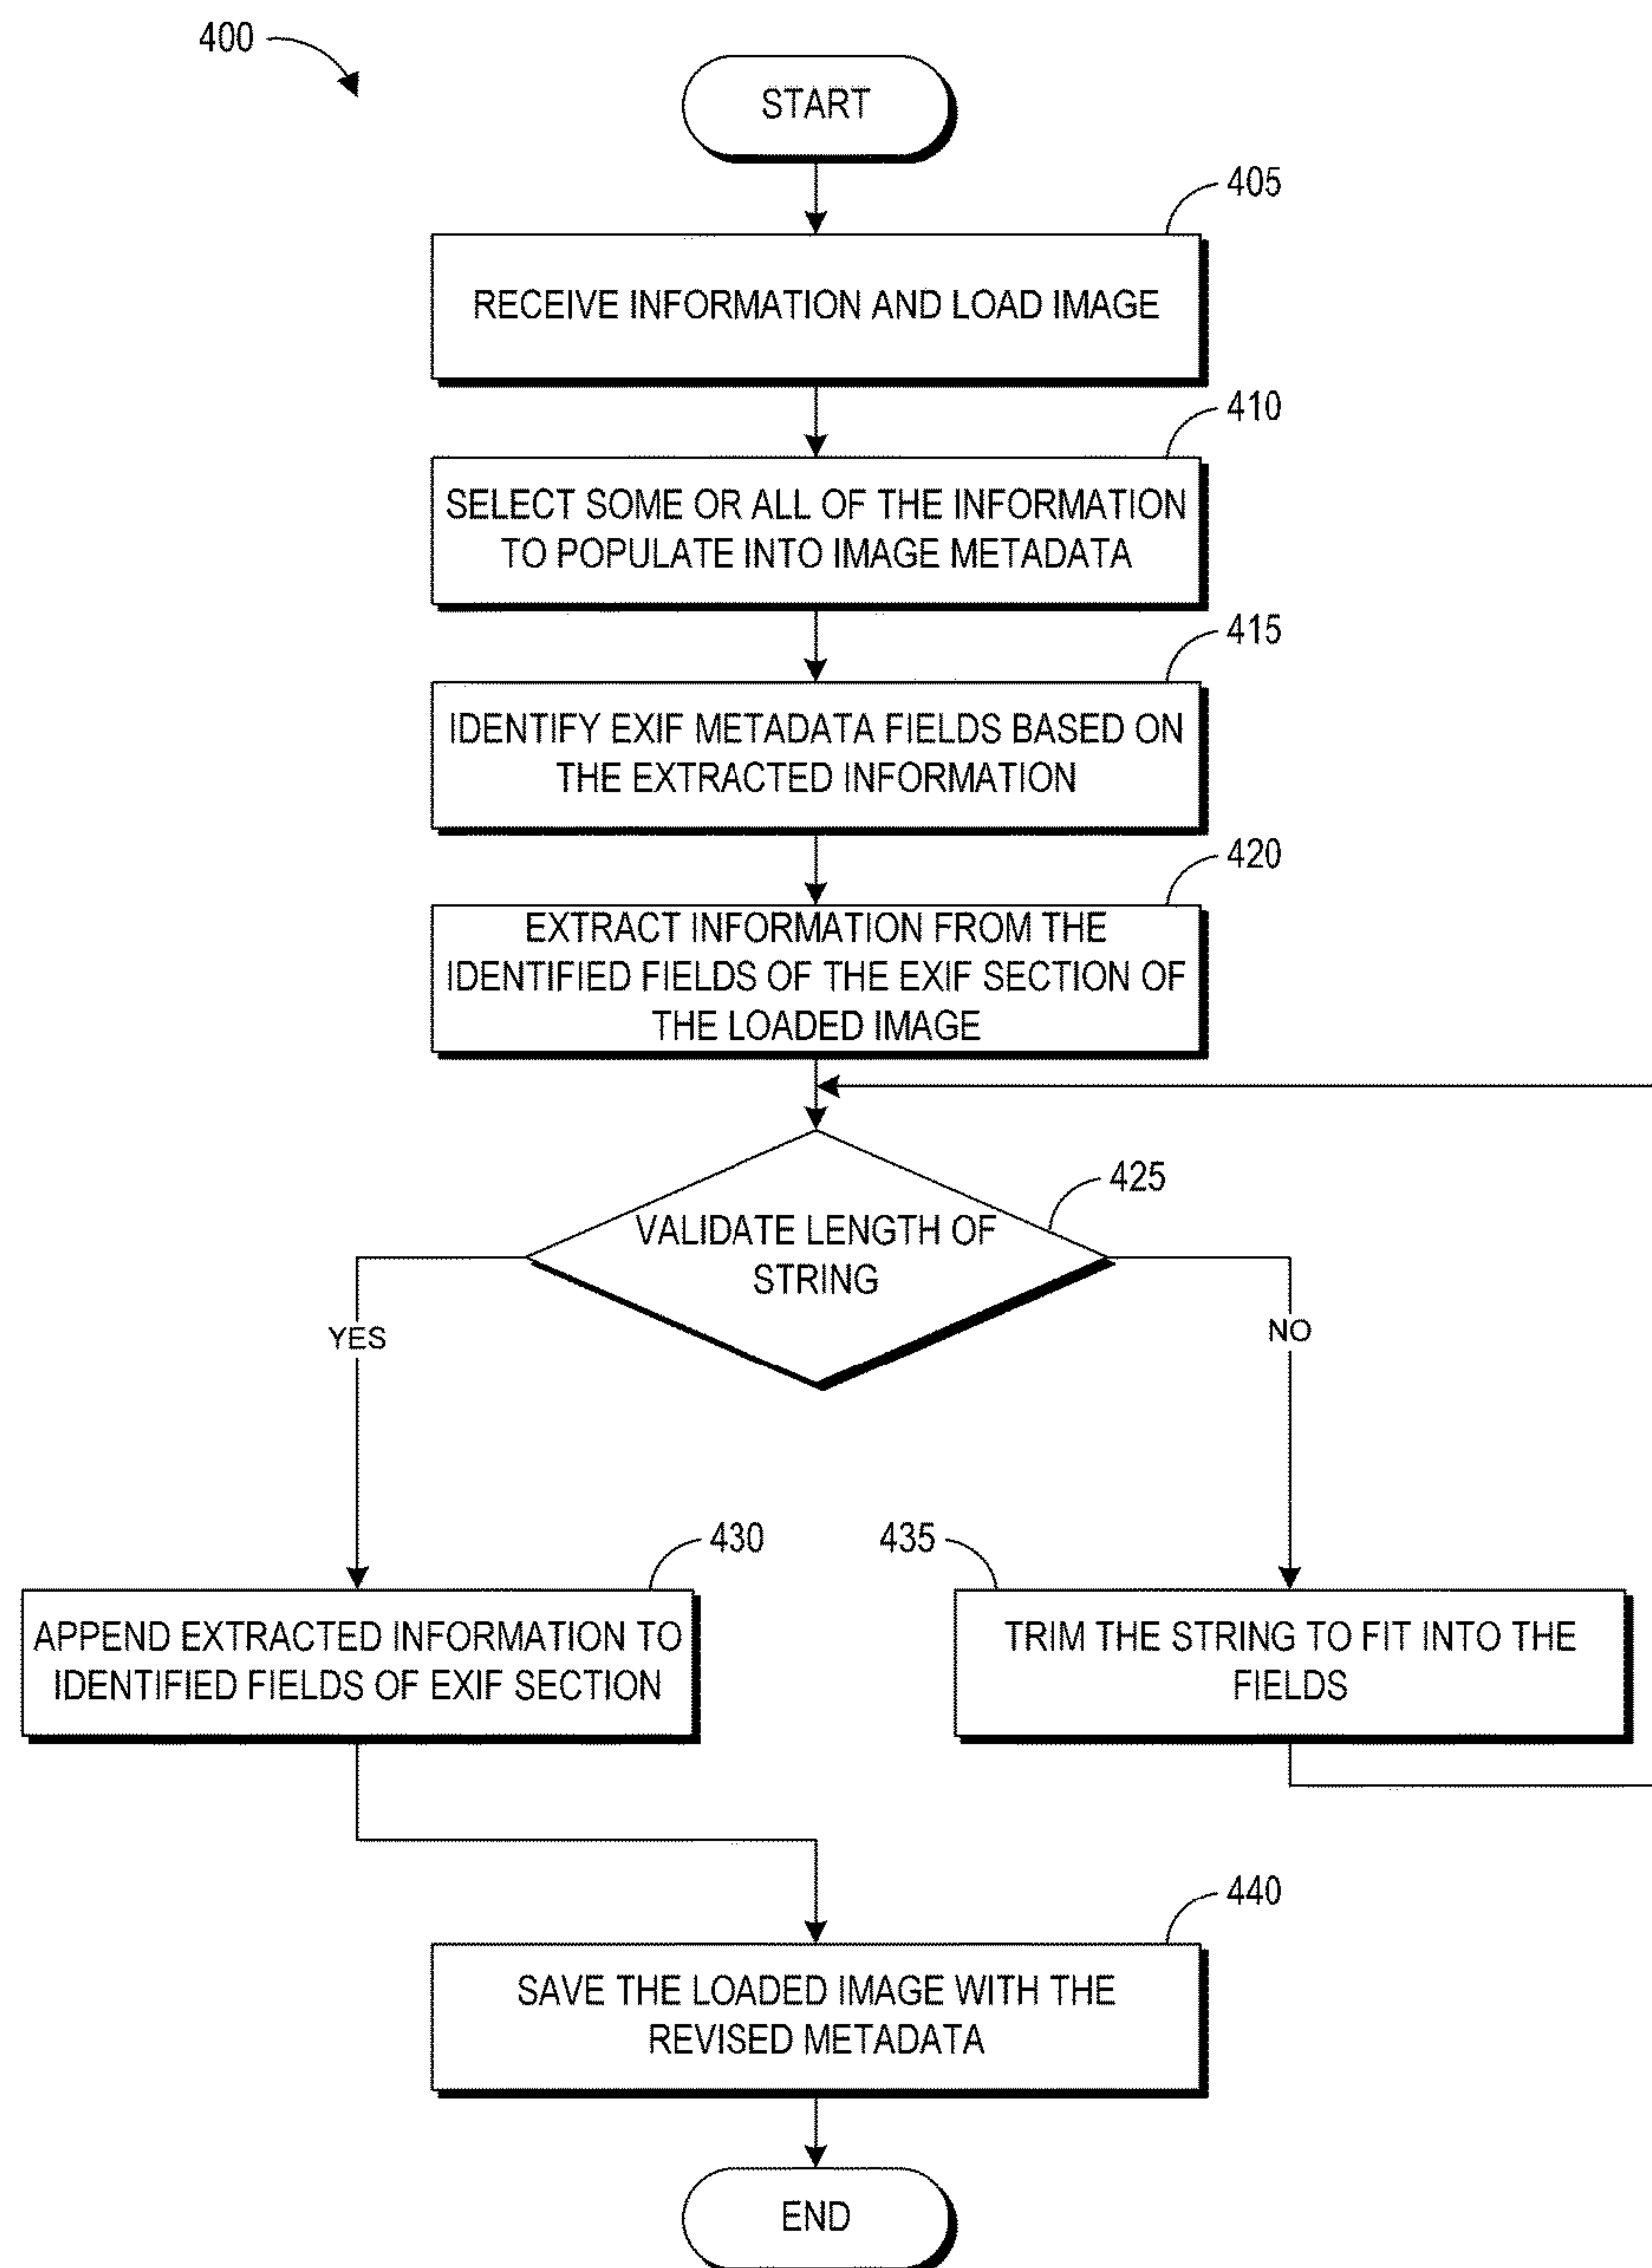 400
START
405
RECEIVE INFORMATION AND LOAD IMAGE
410
SELECT SOME OR ALL OF THE INFORMATION
TO POPULATE INTO IMAGE METADATA
415
IDENTIFY EXIF METADATA FIELDS BASED ON
THE EXTRACTED INFORMATION
420
EXTRACT INFORMATION FROM THE
IDENTIFIED FIELDS OF THE EXIF SECTION OF
THE LOADED IMAGE
425
VALIDATE LENGTH OF
STRING
YES
NO
430
APPEND EXTRACTED INFORMATION TO
IDENTIFIED FIELDS OF EXIF SECTION
435
TRIM THE STRING TO FIT INTO THE
FIELDS
440
SAVE THE LOADED IMAGE WITH THE
REVISED METADATA
END